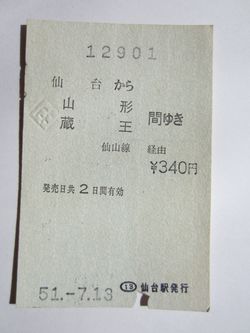 12901
仙台から
山形
蔵王 間ゆき
仙山線 経由
¥340円
発売日共2日間有効
51.-7.13
⑬ 仙台駅発行